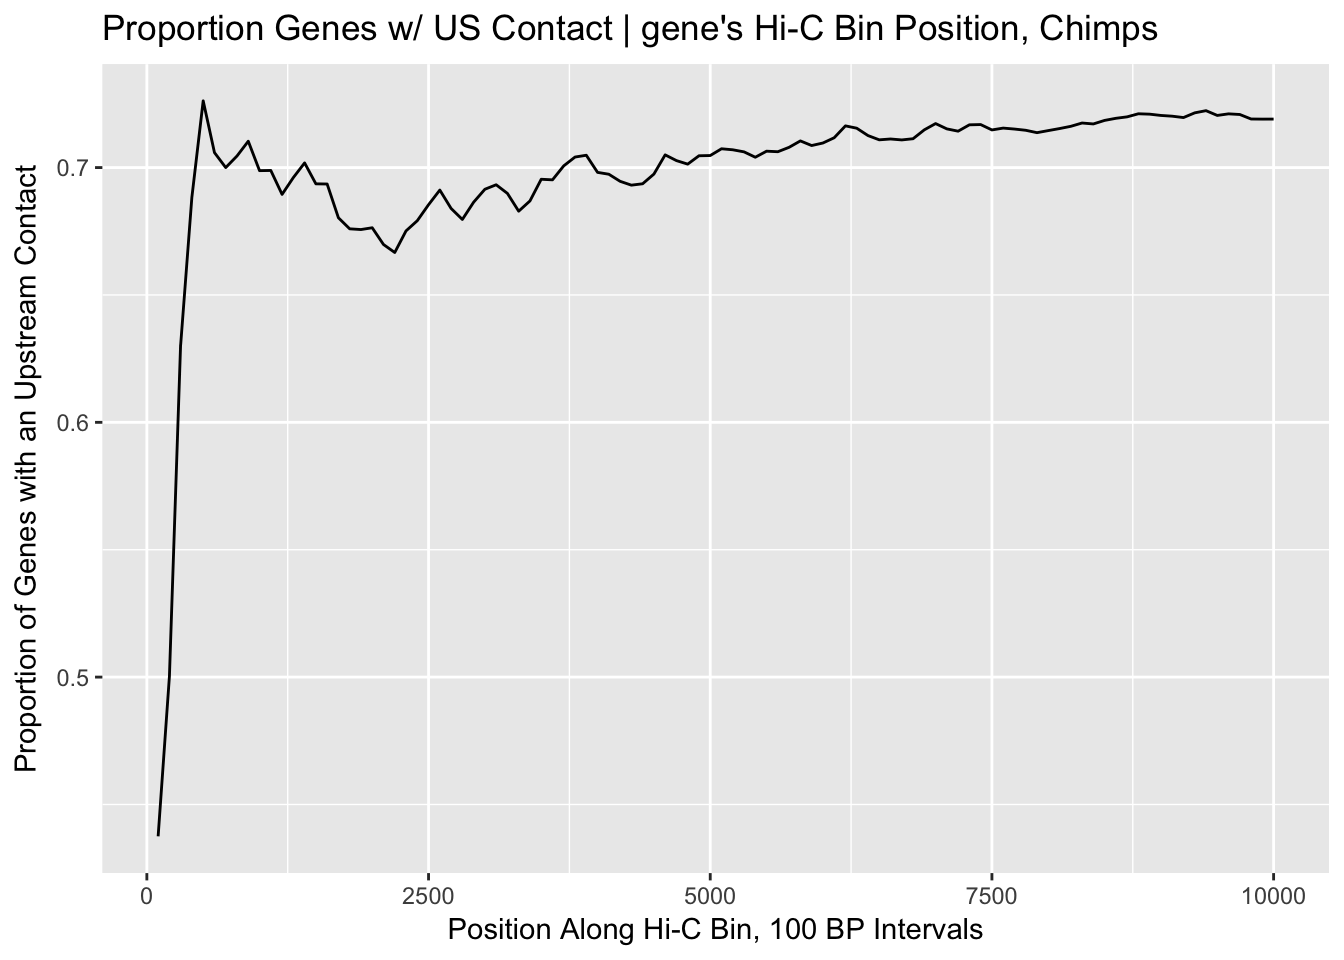 Proportion Genes w/ US Contact | gene's Hi-C Bin Position, Chimps
Proportion of Genes with an Upstream Contact
0.7
0.6
0.5
0
2500
5000
7500
10000
Position Along Hi-C Bin, 100 BP Intervals